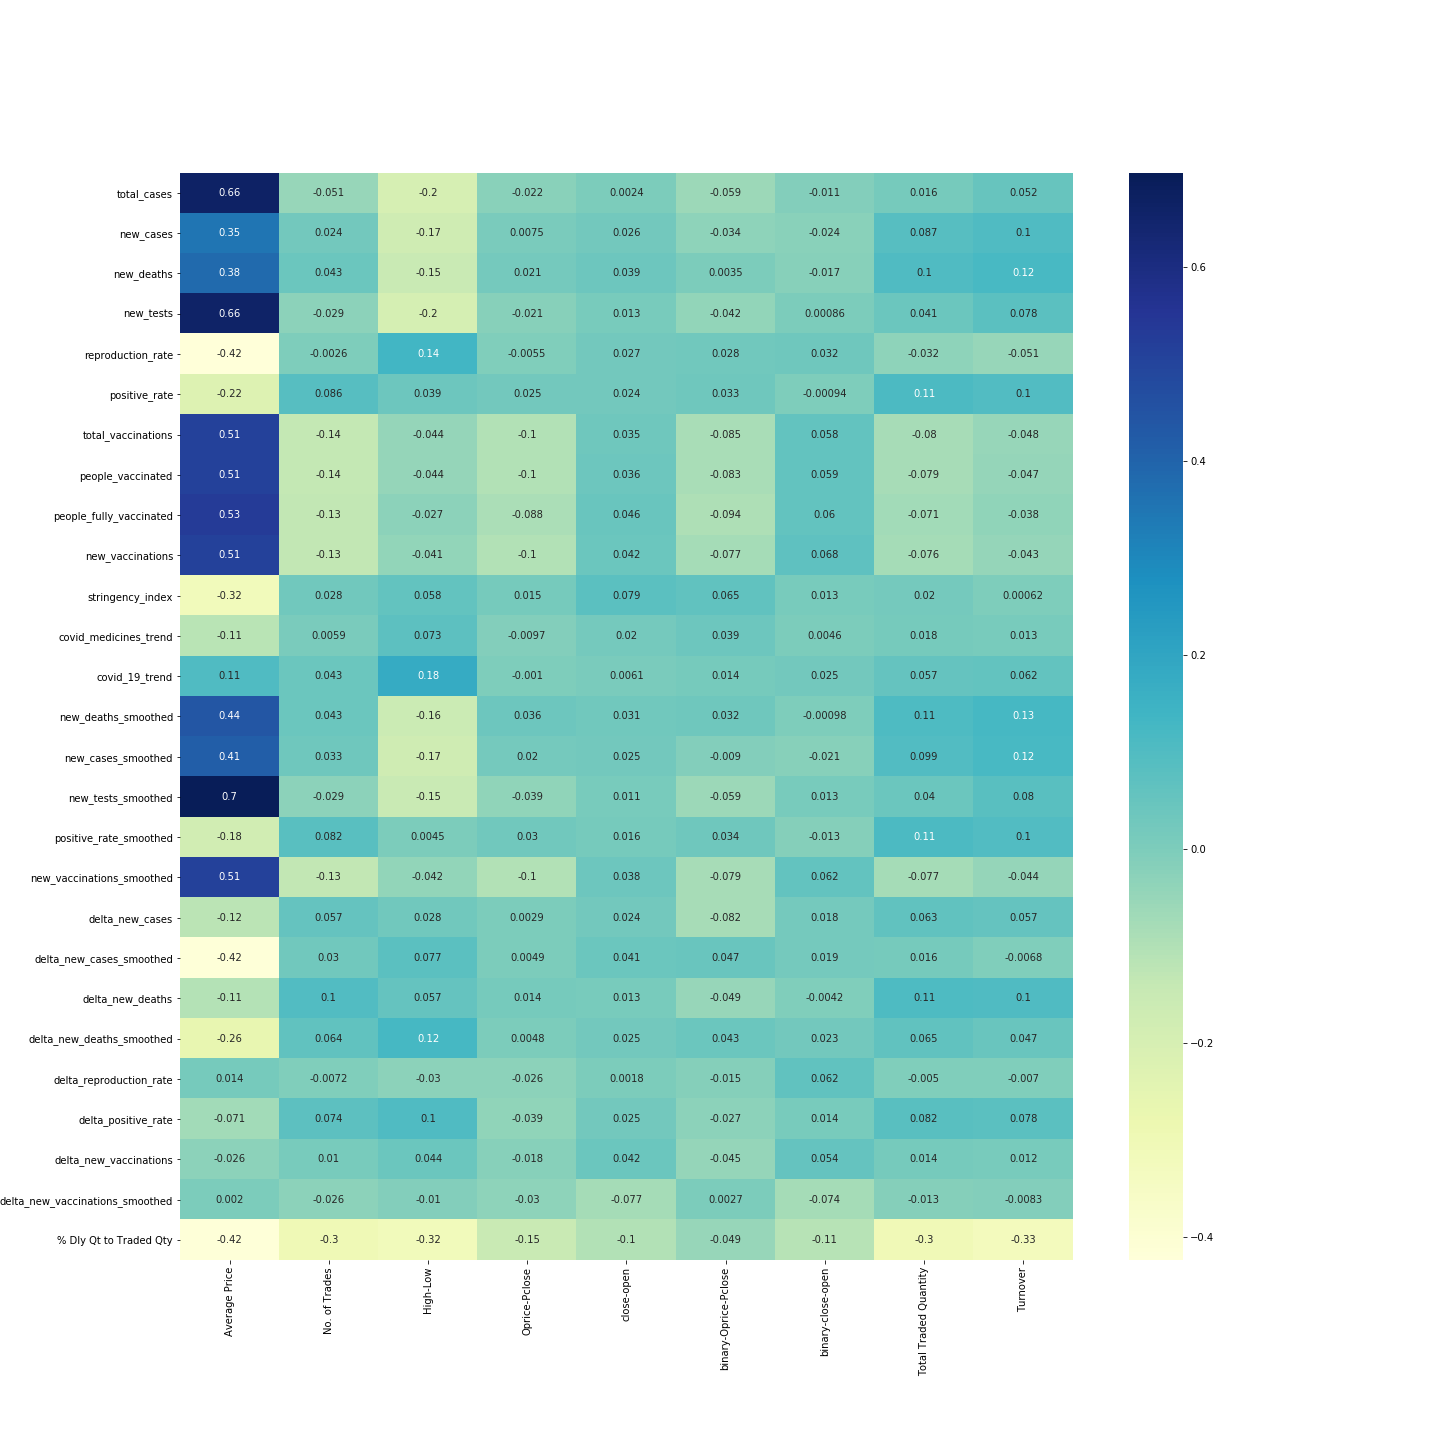 total_cases 0.66 -0.051 -0.2 -0.022 0.0024 -0.059 -0.011 0.016 0.052
new_cases 0.35 0.024 -0.17 0.0075 0.026 -0.034 -0.024 0.087 0.1
new_deaths 0.38 0.043 -0.15 0.021 0.039 0.0035 -0.017 0.1 0.12
new_tests 0.66 -0.029 -0.2 -0.021 0.013 -0.042 0.00086 0.041 0.078
reproduction_rate -0.42 -0.0026 0.14 -0.0055 0.027 0.028 0.032 -0.032 -0.051
positive_rate -0.22 0.086 0.039 0.025 0.024 0.033 -0.00094 0.11 0.1
total_vaccinations 0.51 -0.14 -0.044 -0.1 0.035 -0.085 0.058 -0.08 -0.048
people_vaccinated 0.51 -0.14 -0.044 -0.1 0.036 -0.083 0.059 -0.079 -0.047
people_fully_vaccinated 0.53 -0.13 -0.027 -0.088 0.046 -0.094 0.06 -0.071 -0.038
new_vaccinations 0.51 -0.13 -0.041 -0.1 0.042 -0.077 0.068 -0.076 -0.043
stringency_index -0.32 0.028 0.058 0.015 0.079 0.065 0.013 0.02 0.00062
covid_medicines_trend -0.11 0.0059 0.073 -0.0097 0.02 0.039 0.0046 0.018 0.013
covid_19_trend 0.11 0.043 0.18 -0.001 0.0061 0.014 0.025 0.057 0.062
new_deaths_smoothed 0.44 0.043 -0.16 0.036 0.031 0.032 -0.00098 0.11 0.13
new_cases_smoothed 0.41 0.033 -0.17 0.02 0.025 -0.009 -0.021 0.099 0.12
new_tests_smoothed 0.7 -0.029 -0.15 -0.039 0.011 -0.059 0.013 0.04 0.08
positive_rate_smoothed -0.18 0.082 0.0045 0.03 0.016 0.034 -0.013 0.11 0.1
new_vaccinations_smoothed 0.51 -0.13 -0.042 -0.1 0.038 -0.079 0.062 -0.077 -0.044
delta_new_cases -0.12 0.057 0.028 0.0029 0.024 -0.082 0.018 0.063 0.057
delta_new_cases_smoothed -0.42 0.03 0.077 0.0049 0.041 0.047 0.019 0.016 -0.0068
delta_new_deaths -0.11 0.1 0.057 0.014 0.013 -0.049 -0.0042 0.11 0.1
delta_new_deaths_smoothed -0.26 0.064 0.12 0.0048 0.025 0.043 0.023 0.065 0.047
delta_reproduction_rate 0.014 -0.0072 -0.03 -0.026 0.0018 -0.015 0.062 -0.005 -0.007
delta_positive_rate -0.071 0.074 0.1 -0.039 0.025 -0.027 0.014 0.082 0.078
delta_new_vaccinations -0.026 0.01 0.044 -0.018 0.042 -0.045 0.054 0.014 0.012
delta_new_vaccinations_smoothed 0.002 -0.026 -0.01 -0.03 -0.077 0.0027 -0.074 -0.013 -0.0083
% Dly Qt to Traded Qty -0.42 -0.3 -0.32 -0.15 -0.1 -0.049 -0.11 -0.3 -0.33
Average Price
No. of Trades
High-Low
Oprice-Pclose
close-open
binary-Oprice-Pclose
binary-close-open
Total Traded Quantity
Turnover
0.6
0.4
0.2
0.0
−0.2
−0.4